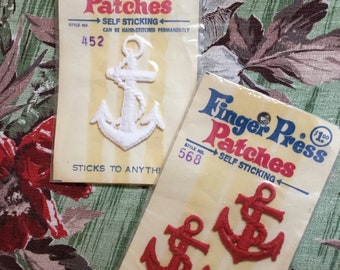 Patches
SELF STICKING
STYLE NO.
CAN BE HAND-STITCHED PERMANENTLY
452
STICKS TO ANYTH
Finger Press
$1.00
Patches
STYLE NO.
SELF STICKING
568